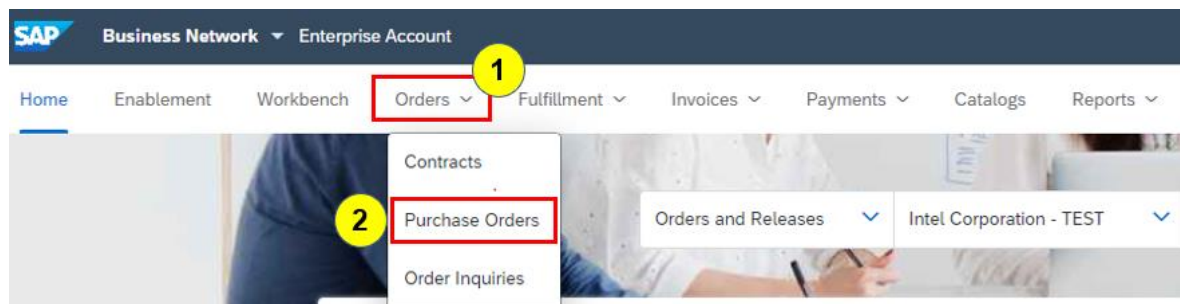 SAP Business Network Enterprise Account
1
Home Enablement Workbench Orders Fulfillment Invoices Payments Catalogs Reports
Contracts
2 Purchase Orders Orders and Releases Intel Corporation - TEST
Order Inquiries